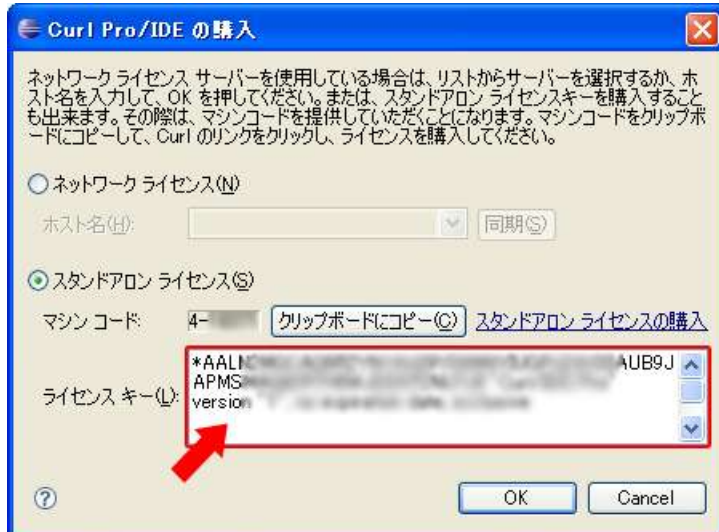 Curl Pro/IDE の購入
ネットワーク ライセンス サーバーを使用している場合は、リストからサーバーを選択するか、ホ
スト名を入力して、OK を押してください。または、スタンドアロン ライセンスキーを購入すること
も出来ます。その際は、マシンコードを提供していただくことになります。マシンコードをクリップボ
ードにコピーして、Curl のリンクをクリックし、ライセンスを購入してください。
ネットワーク ライセンス(N)
ホスト名(H): 同期(S)
スタンドアロン ライセンス(S)
マシン コード: 4- クリップボードにコピー(C) スタンドアロン ライセンスの購入
ライセンス キー(L):
*AALN AUB9J
APMS
version
OK Cancel